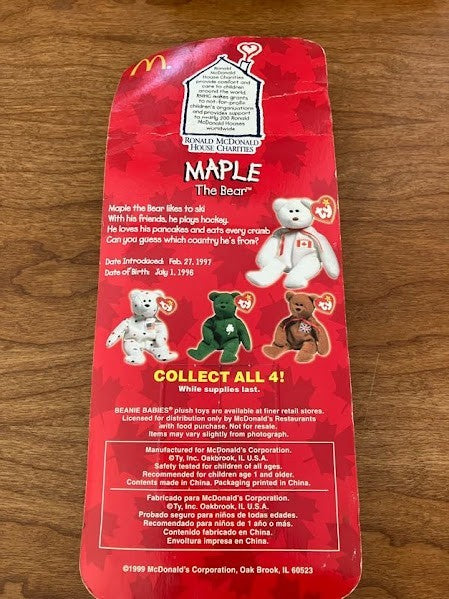 Ronald
McDonald
House Charities
provide comfort and
care to children
around the world.
RMHC makes grants
to not-for-profit
children's organizations
and provides support
to nearly 200 Ronald
McDonald Houses
worldwide.
RONALD MCDONALD
HOUSE CHARITIES
MAPLE
The Bear™
Maple the Bear likes to ski
With his friends, he plays hockey.
He loves his pancakes and eats every crumb
Can you guess which country he's from?
Date Introduced: Feb. 27, 1997
Date of Birth: July 1, 1996
COLLECT ALL 4!
While supplies last.
BEANIE BABIES® plush toys are available at finer retail stores.
Licensed for distribution only by McDonald's Restaurants
with food purchase. Not for resale.
Items may vary slightly from photograph.
Manufactured for McDonald's Corporation.
©Ty, Inc. Oakbrook, IL U.S.A.
Safety tested for children of all ages.
Recommended for children age 1 and older.
Contents made in China. Packaging printed in China.
Fabricado para McDonald's Corporation.
©Ty, Inc. Oakbrook, IL U.S.A.
Probado seguro para niños de todas edades.
Recomendado para niños de 1 año o más.
Contenido fabricado en China.
Envoltura impresa en China.
©1999 McDonald's Corporation, Oak Brook, IL 60523